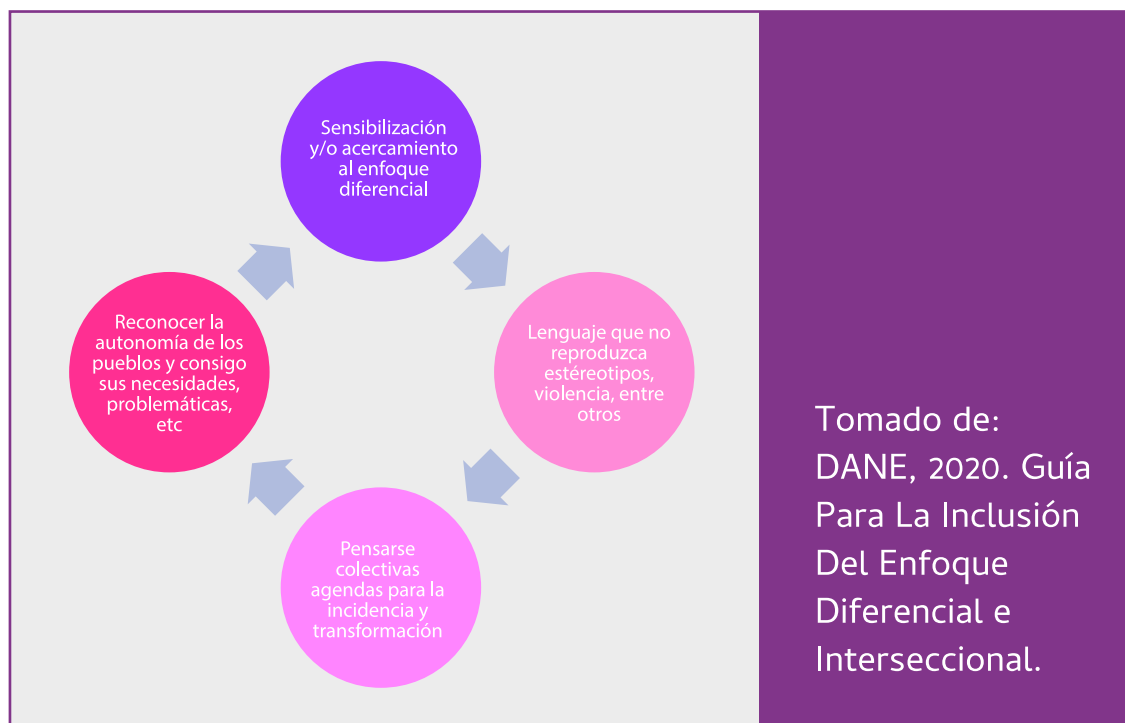 Sensibilización
y/o acercamiento
al enfoque
diferencial
Lenguaje que no
reproduzca
estéreotipos,
violencia, entre
otros
Pensarse
colectivas
agendas para la
incidencia y
transformación
Reconocer la
autonomía de los
pueblos y consigo
sus necesidades,
problemáticas,
etc
Tomado de:
DANE, 2020. Guía
Para La Inclusión
Del Enfoque
Diferencial e
Interseccional.